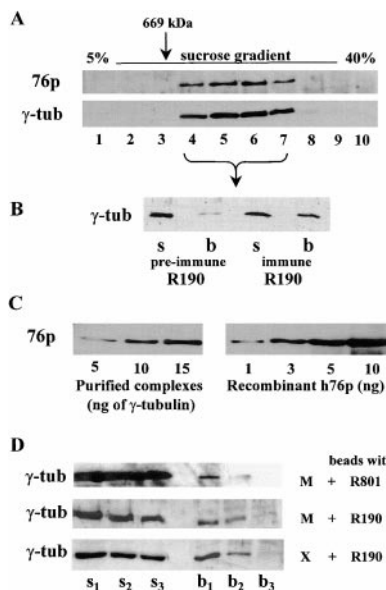 A
669 kDa
5% sucrose gradient 40%
76p
γ-tub
1 2 3 4 5 6 7 8 9 10
B
γ-tub
s b s b
pre-immune immune
R190 R190
C
76p
5 10 15 1 3 5 10
Purified complexes Recombinant h76p (ng)
(ng of γ-tubulin)
D
beads wit
γ-tub M + R801
γ-tub M + R190
γ-tub X + R190
s1 s2 s3 b1 b2 b3